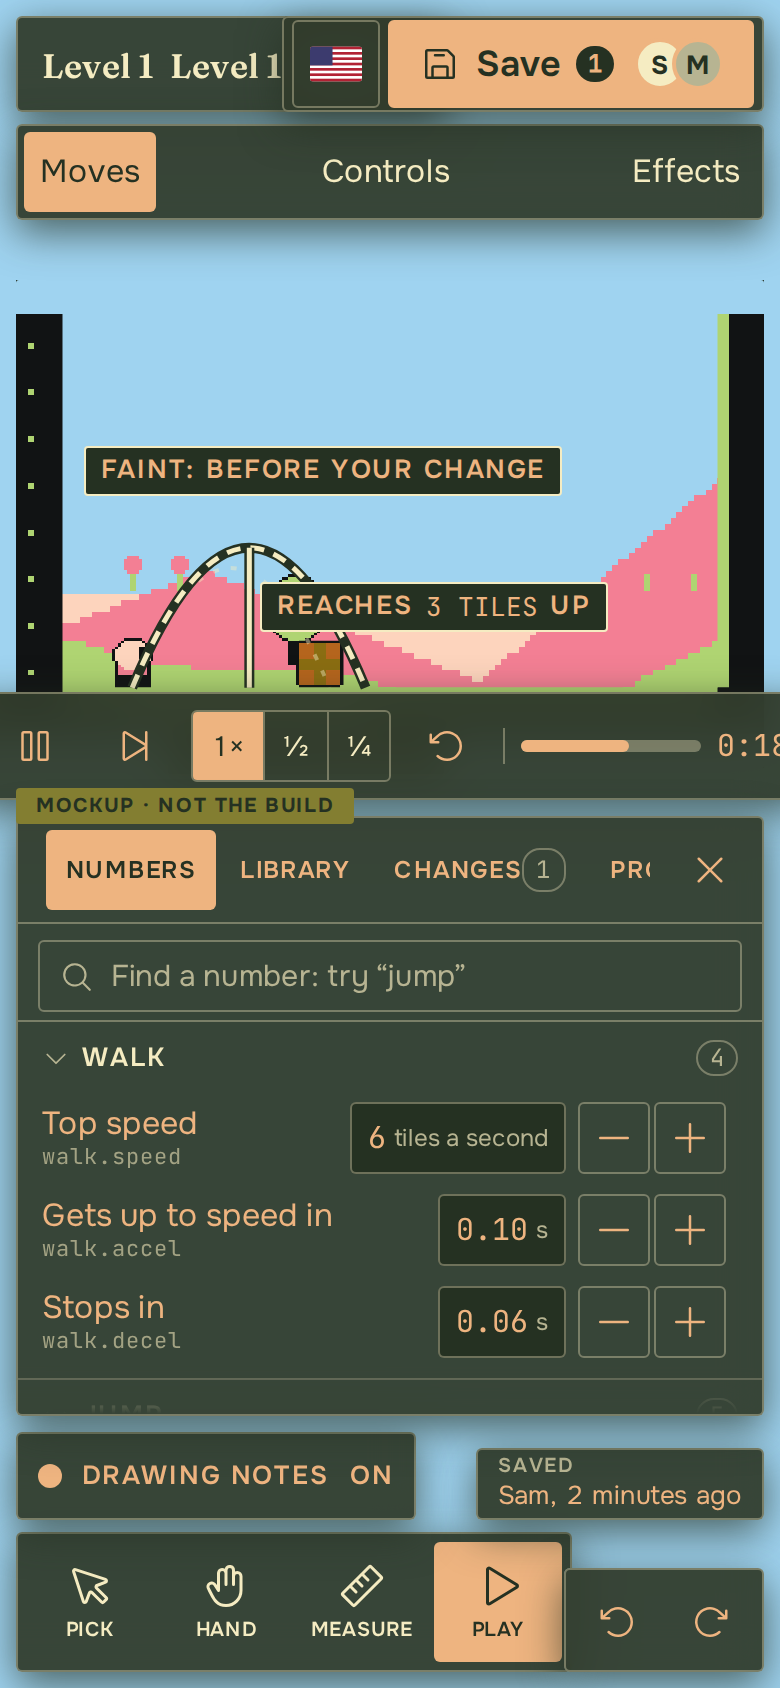 Level 1 Level 1
Save 1 S M
Moves Controls Effects
FAINT: BEFORE YOUR CHANGE
REACHES 3 TILES UP
1× ½ ¼ 0:18
MOCKUP · NOT THE BUILD
NUMBERS LIBRARY CHANGES 1
Find a number: try “jump”
WALK 4
Top speed 6 tiles a second
walk.speed
Gets up to speed in 0.10 s
walk.accel
Stops in 0.06 s
walk.decel
DRAWING NOTES ON
SAVED
Sam, 2 minutes ago
PICK HAND MEASURE PLAY